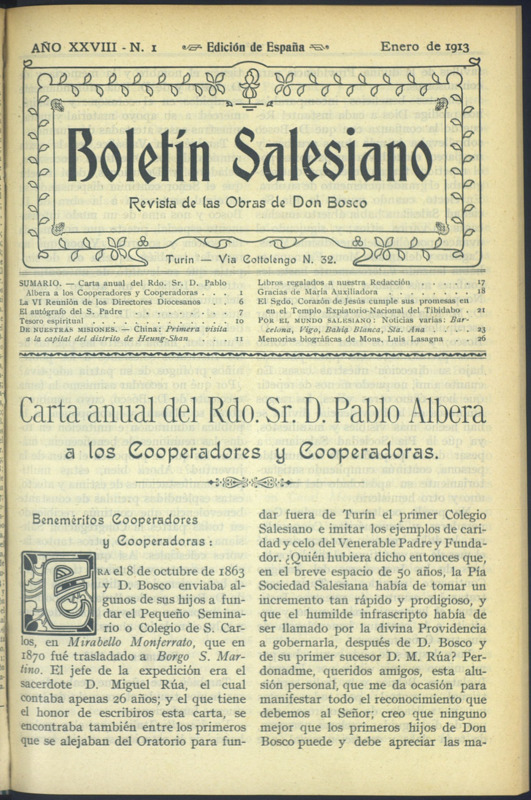 AÑO XXVIII - N. 1 Edición de España Enero de 1913
Boletín Salesiano
Revista de las Obras de Don Bosco
Turín — Via Cottolengo N. 32.
SUMARIO. — Carta anual del Rdo. Sr. D. Pablo
Albera a los Cooperadores y Cooperadoras . . . 1
La VI Reunión de los Directores Diocesanos . . 6
El autógrafo del S. Padre . . . . . . . 7
Tesoro espiritual . . . . . . . . . 10
DE NUESTRAS MISIONES. — China: Primera visita
a la capital del distrito de Heung-Shan . . . . 11
Libros regalados a nuestra Redacción . . . . . 17
Gracias de María Auxiliadora . . . . . . 18
El Sgdo. Corazón de Jesús cumple sus promesas en
en el Templo Expiatorio-Nacional del Tibidabo . 21
POR EL MUNDO SALESIANO: Noticias varias: Bar-
celona, Vigo, Bahía Blanca, Sta. Ana . . . . 23
Memorias biográficas de Mons. Luis Lasagna . . 26
Carta anual del Rdo. Sr. D. Pablo Albera
a los Cooperadores y Cooperadoras.
Beneméritos Cooperadores
y Cooperadoras:
ERA el 8 de octubre de 1863
y D. Bosco enviaba al-
gunos de sus hijos a fun-
dar el Pequeño Semina-
rio o Colegio de S. Car-
los, en Mirabello Monferrato, que en
1870 fué trasladado a Borgo S. Mar-
tino. El jefe de la expedición era el
sacerdote D. Miguel Rúa, el cual
contaba apenas 26 años; y el que tiene
el honor de escribiros esta carta, se
encontraba también entre los primeros
que se alejaban del Oratorio para fun-
dar fuera de Turín el primer Colegio
Salesiano e imitar los ejemplos de cari-
dad y celo del Venerable Padre y Funda-
dor. ¿Quién hubiera dicho entonces que,
en el breve espacio de 50 años, la Pía
Sociedad Salesiana había de tomar un
incremento tan rápido y prodigioso, y
que el humilde infrascripto había de
ser llamado por la divina Providencia
a gobernarla, después de D. Bosco y
de su primer sucesor D. M. Rúa? Per-
donadme, queridos amigos, esta alu-
sión personal, que me da ocasión para
manifestar todo el reconocimiento que
debemos al Señor; creo que ninguno
mejor que los primeros hijos de Don
Bosco puede y debe apreciar las ma-